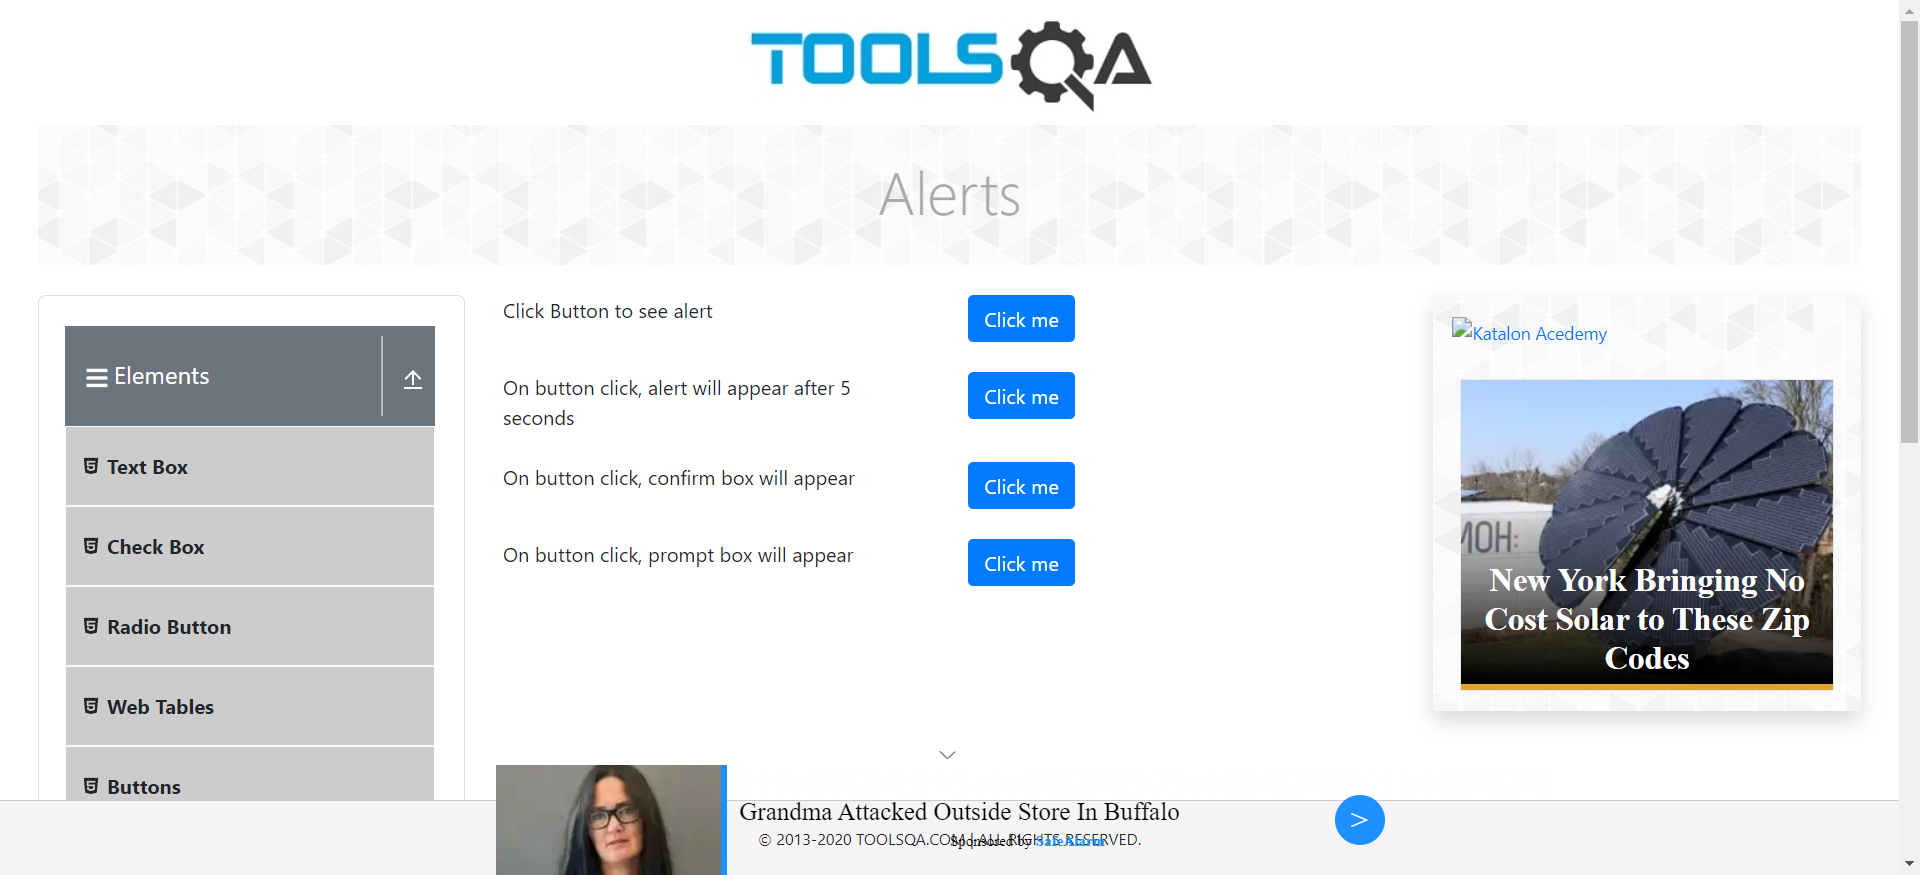 TOOLSQA
Alerts
Elements
Text Box
Check Box
Radio Button
Web Tables
Buttons
Click Button to see alert
Click me
On button click, alert will appear after 5
seconds
Click me
On button click, confirm box will appear
Click me
On button click, prompt box will appear
Click me
Katalon Acedemy
HOM:
New York Bringing No
Cost Solar to These Zip
Codes
Grandma Attacked Outside Store In Buffalo
>
© 2013-2020 TOOLSQA.COM | ALL RIGHTS RESERVED.
Sponsored by SafeAlarm